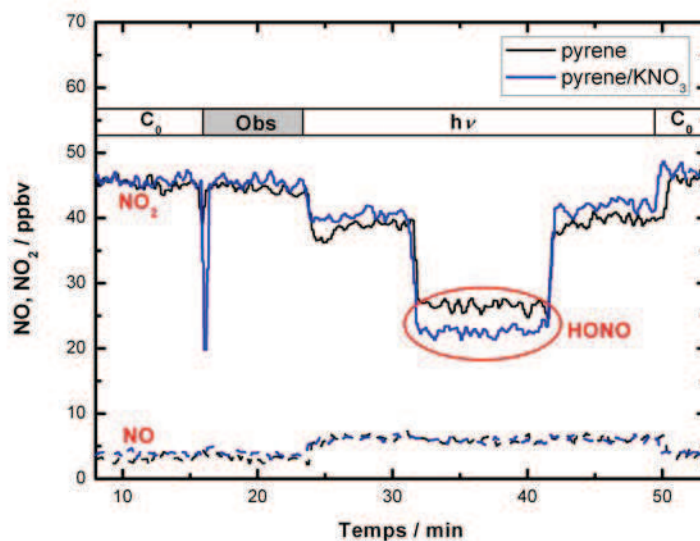 70
60
50
40
30
20
10
0
NO, NO₂ / ppbv
pyrene
pyrene/KNO₃
C₀ Obs hν C₀
NO₂
HONO
NO
10 20 30 40 50
Temps / min